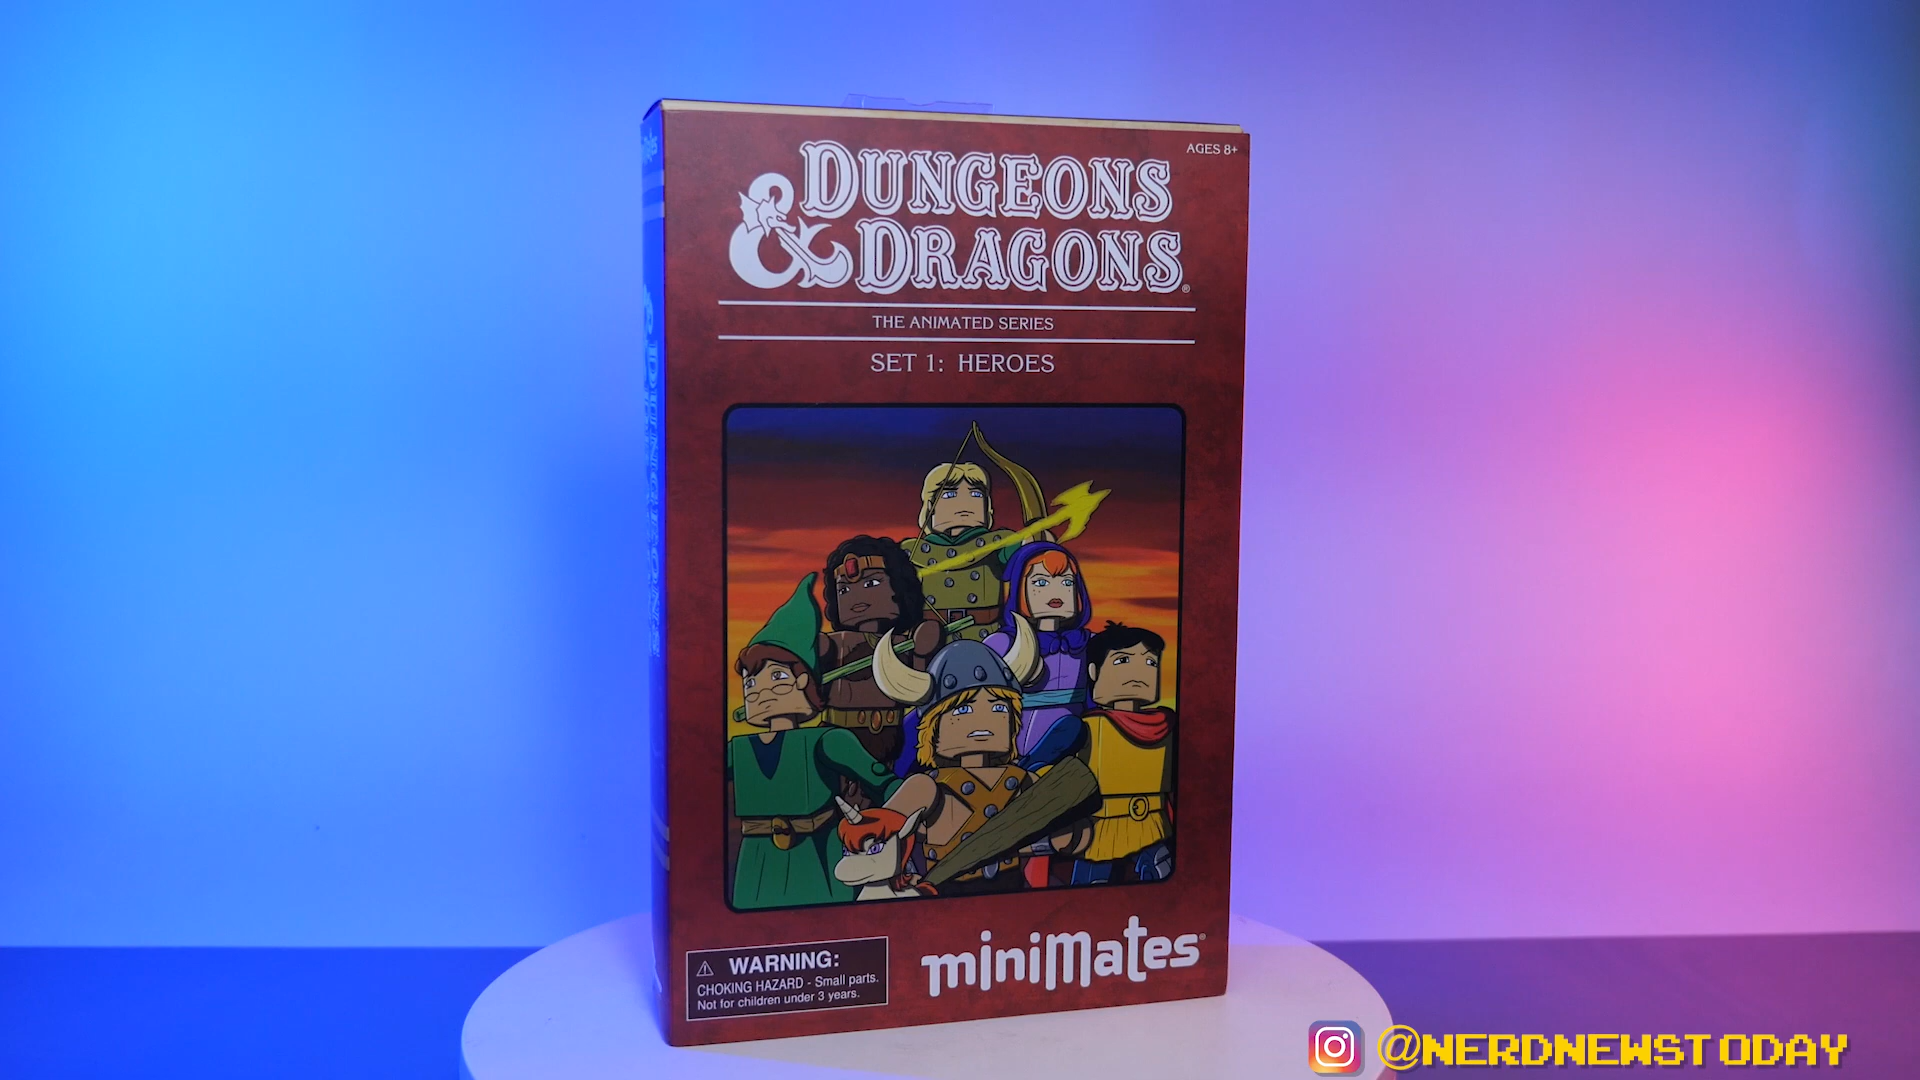 AGES 8+
DUNGEONS
& DRAGONS®
THE ANIMATED SERIES
SET 1: HEROES
DUNGEONS
⚠ WARNING:
CHOKING HAZARD - Small parts.
Not for children under 3 years.
minimates®
@NERDNEWSTODAY